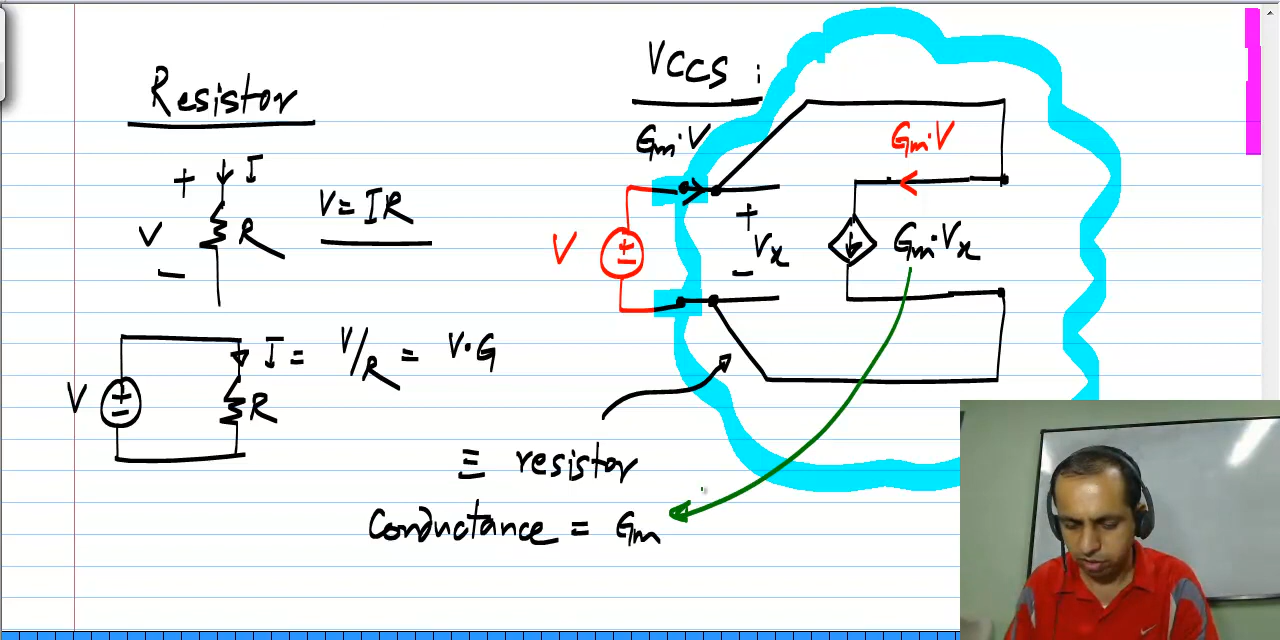 Resistor
+ I
V R
−
V = IR
V + − R
I = V/R = V·G
VCCS :
Gm·V
Gm·V
V + −
+
Vx
−
Gm·Vx
≡ resistor
Conductance = Gm